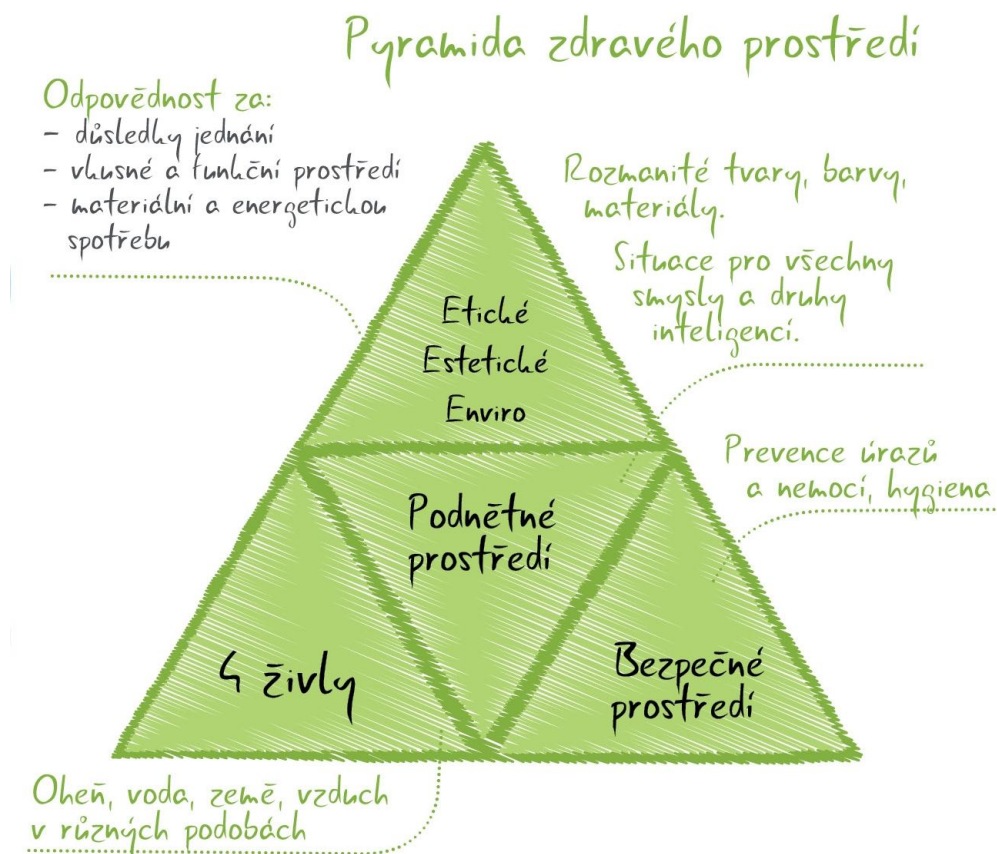 Pyramida zdravého prostředí
Odpovědnost za:
- důsledky jednání
- vkusné a funkční prostředí
- materiální a energetickou
spotřebu
Rozmanité tvary, barvy,
materiály.
Situace pro všechny
smysly a druhy
inteligencí.
Etické
Estetické
Enviro
Prevence úrazů
a nemocí, hygiena
Podnětné
prostředí
4 živly
Bezpečné
prostředí
Oheň, voda, země, vzduch
v různých podobách